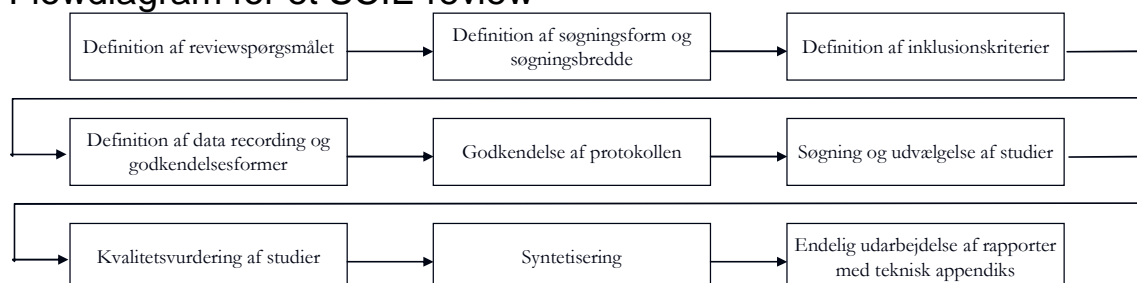 Flowdiagram for et SCIE-review
Definition af reviewspørgsmålet
Definition af søgningsform og
søgningsbredde
Definition af inklusionskriterier
Definition af data recording og
godkendelsesformer
Godkendelse af protokollen
Søgning og udvælgelse af studier
Kvalitetsvurdering af studier
Syntetisering
Endelig udarbejdelse af rapporter
med teknisk appendiks